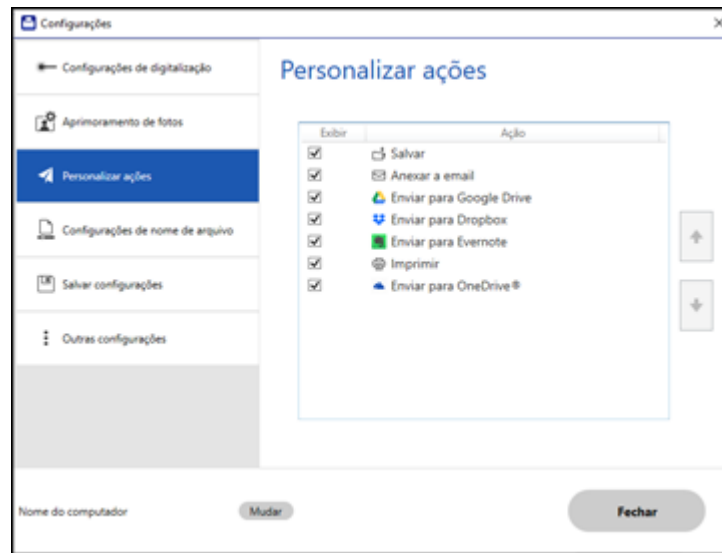 Configurações
Configurações de digitalização
Aprimoramento de fotos
Personalizar ações
Configurações de nome de arquivo
Salvar configurações
Outras configurações
Personalizar ações
Exibir Ação
Salvar
Anexar a email
Enviar para Google Drive
Enviar para Dropbox
Enviar para Evernote
Imprimir
Enviar para OneDrive®
Nome do computador Mudar Fechar